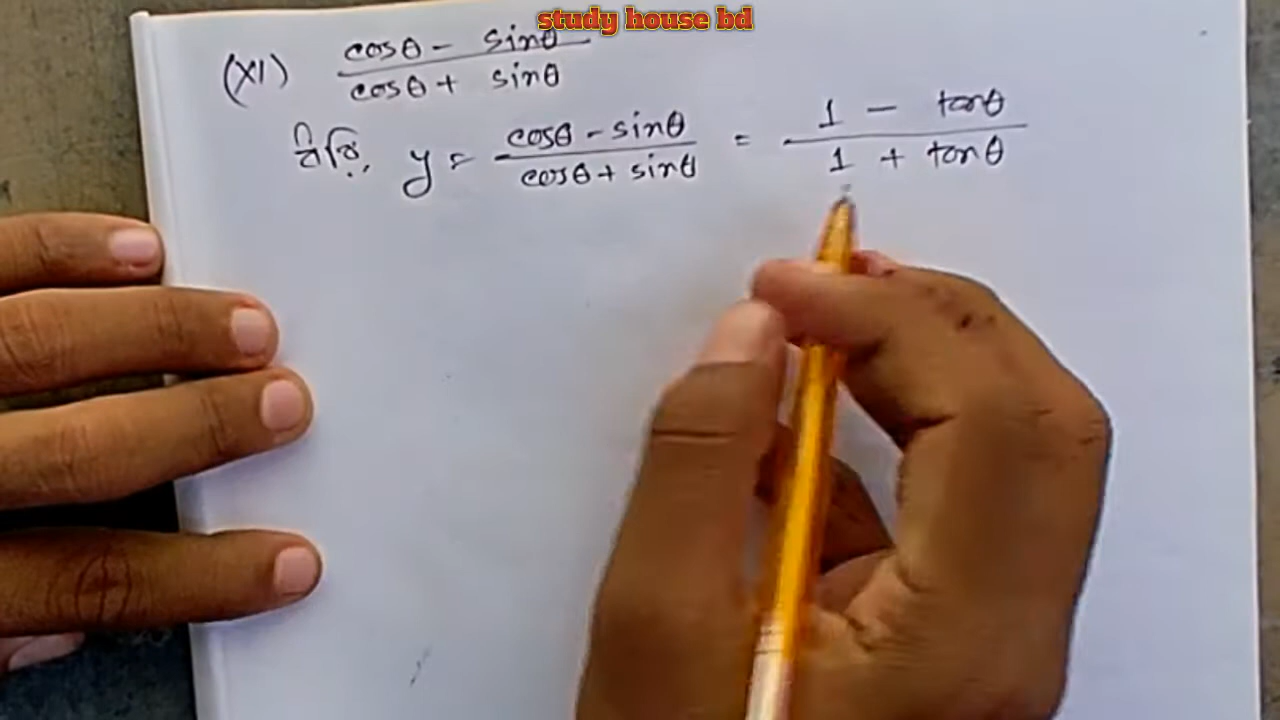 study house bd
(XI) cosθ - sinθ / cosθ + sinθ
ধরি, y = cosθ - sinθ / cosθ + sinθ = 1 - tanθ / 1 + tanθ